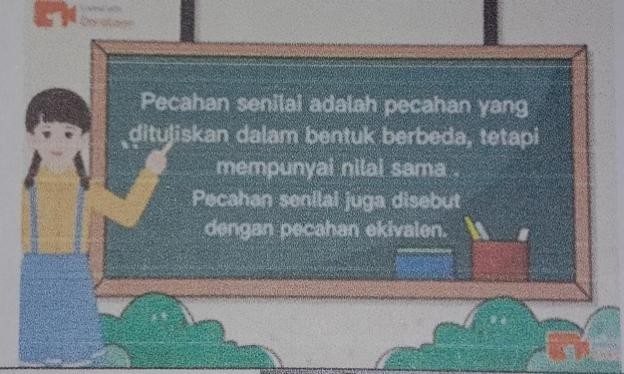 Pecahan senilai adalah pecahan yang
dituliskan dalam bentuk berbeda, tetapi
mempunyai nilai sama .
Pecahan senilai juga disebut
dengan pecahan ekivalen.